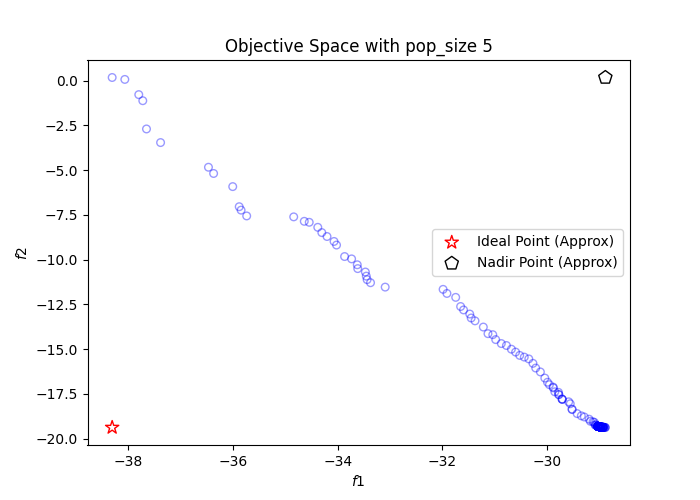 Objective Space with pop_size 5
0.0
−2.5
−5.0
−7.5
−10.0
−12.5
−15.0
−17.5
−20.0
f2
Ideal Point (Approx)
Nadir Point (Approx)
−38
−36
−34
−32
−30
f1